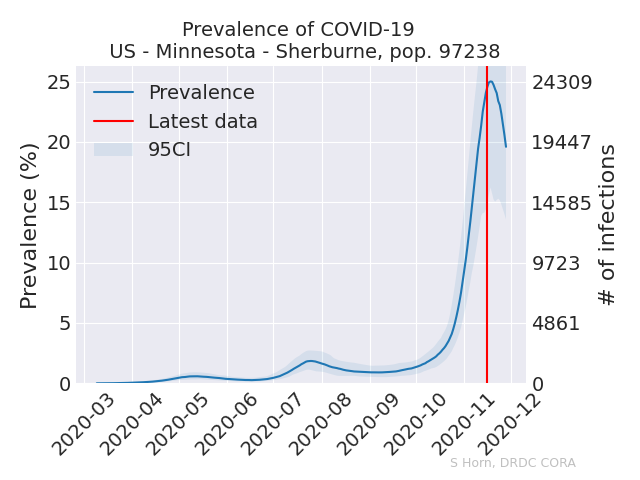 Prevalence of COVID-19
US - Minnesota - Sherburne, pop. 97238
Prevalence
Latest data
95CI
Prevalence (%)
25
20
15
10
5
0
24309
19447
14585
9723
4861
0
# of infections
2020-03
2020-04
2020-05
2020-06
2020-07
2020-08
2020-09
2020-10
2020-11
2020-12
S Horn, DRDC CORA